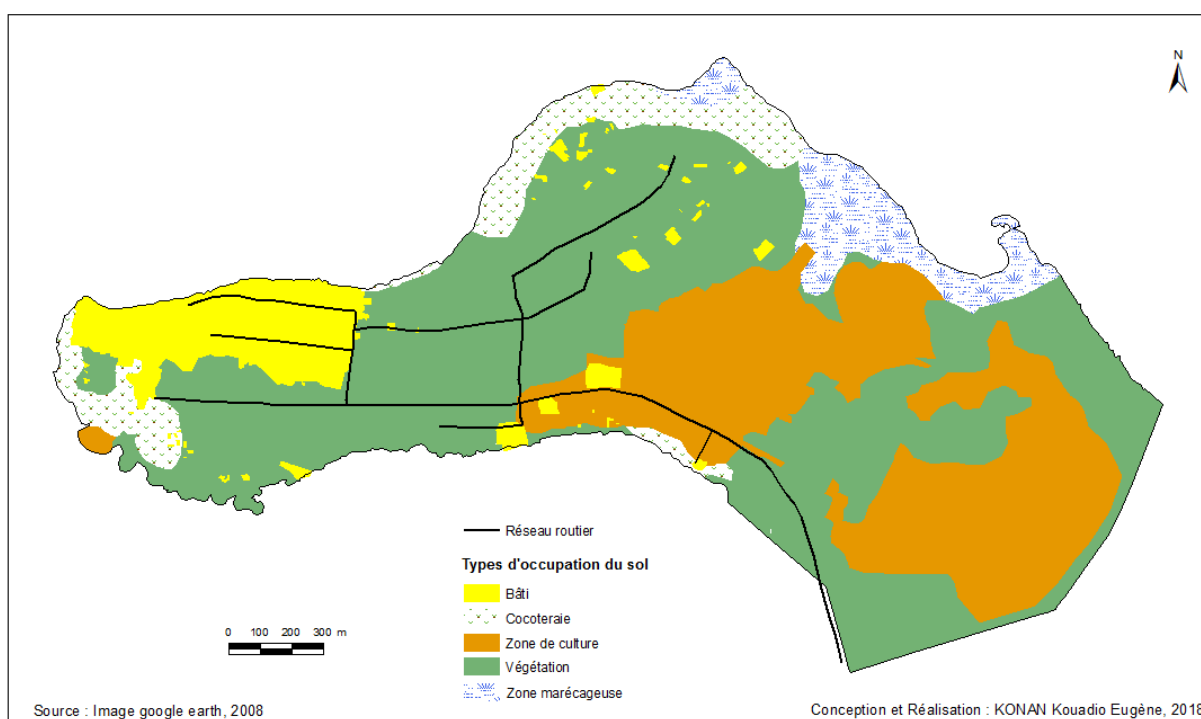 N
Réseau routier
Types d'occupation du sol
Bâti
Cocoteraie
Zone de culture
Végétation
Zone marécageuse
0 100 200 300 m
Source : Image google earth, 2008
Conception et Réalisation : KONAN Kouadio Eugène, 2018